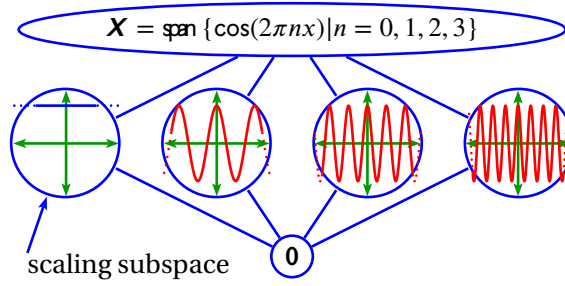 X = span {cos(2πnx)|n = 0, 1, 2, 3}
0
scaling subspace